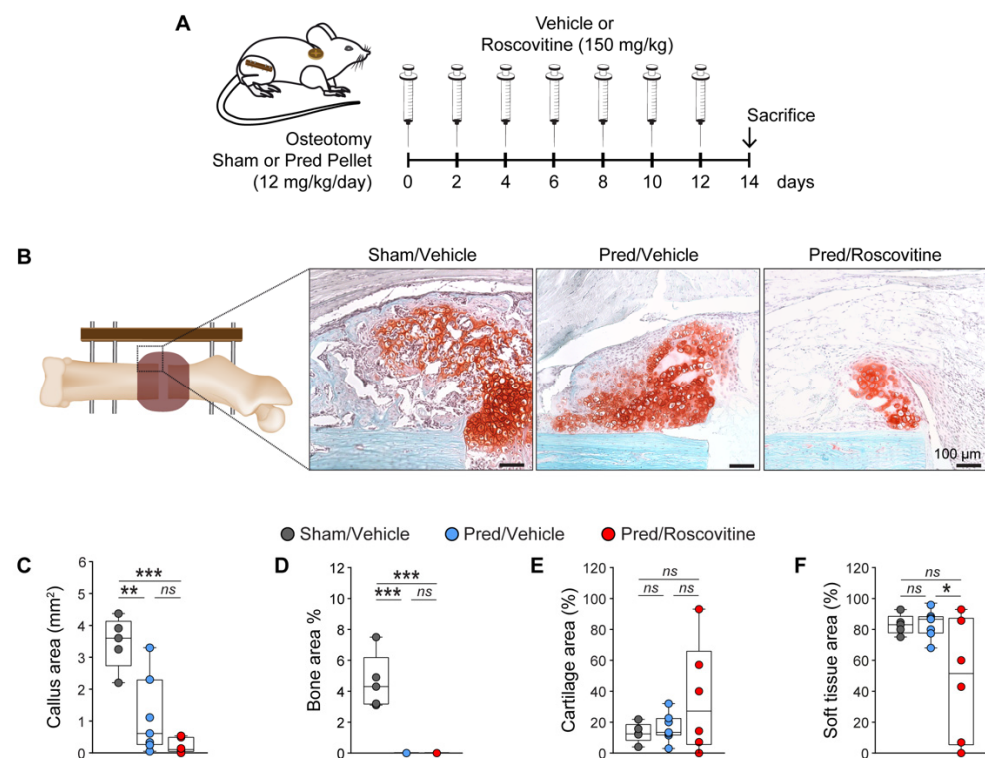 A
Vehicle or
Roscovitine (150 mg/kg)
Sacrifice
Osteotomy
Sham or Pred Pellet
(12 mg/kg/day)
0 2 4 6 8 10 12 14 days
B
Sham/Vehicle Pred/Vehicle Pred/Roscovitine
100 µm
Sham/Vehicle Pred/Vehicle Pred/Roscovitine
C
Callus area (mm²)
6
5
4
3
2
1
0
***
** ns
D
Bone area %
12
10
8
6
4
2
0
***
*** ns
E
Cartilage area (%)
120
100
80
60
40
20
0
ns
ns ns
F
Soft tissue area (%)
120
100
80
60
40
20
0
ns
ns *